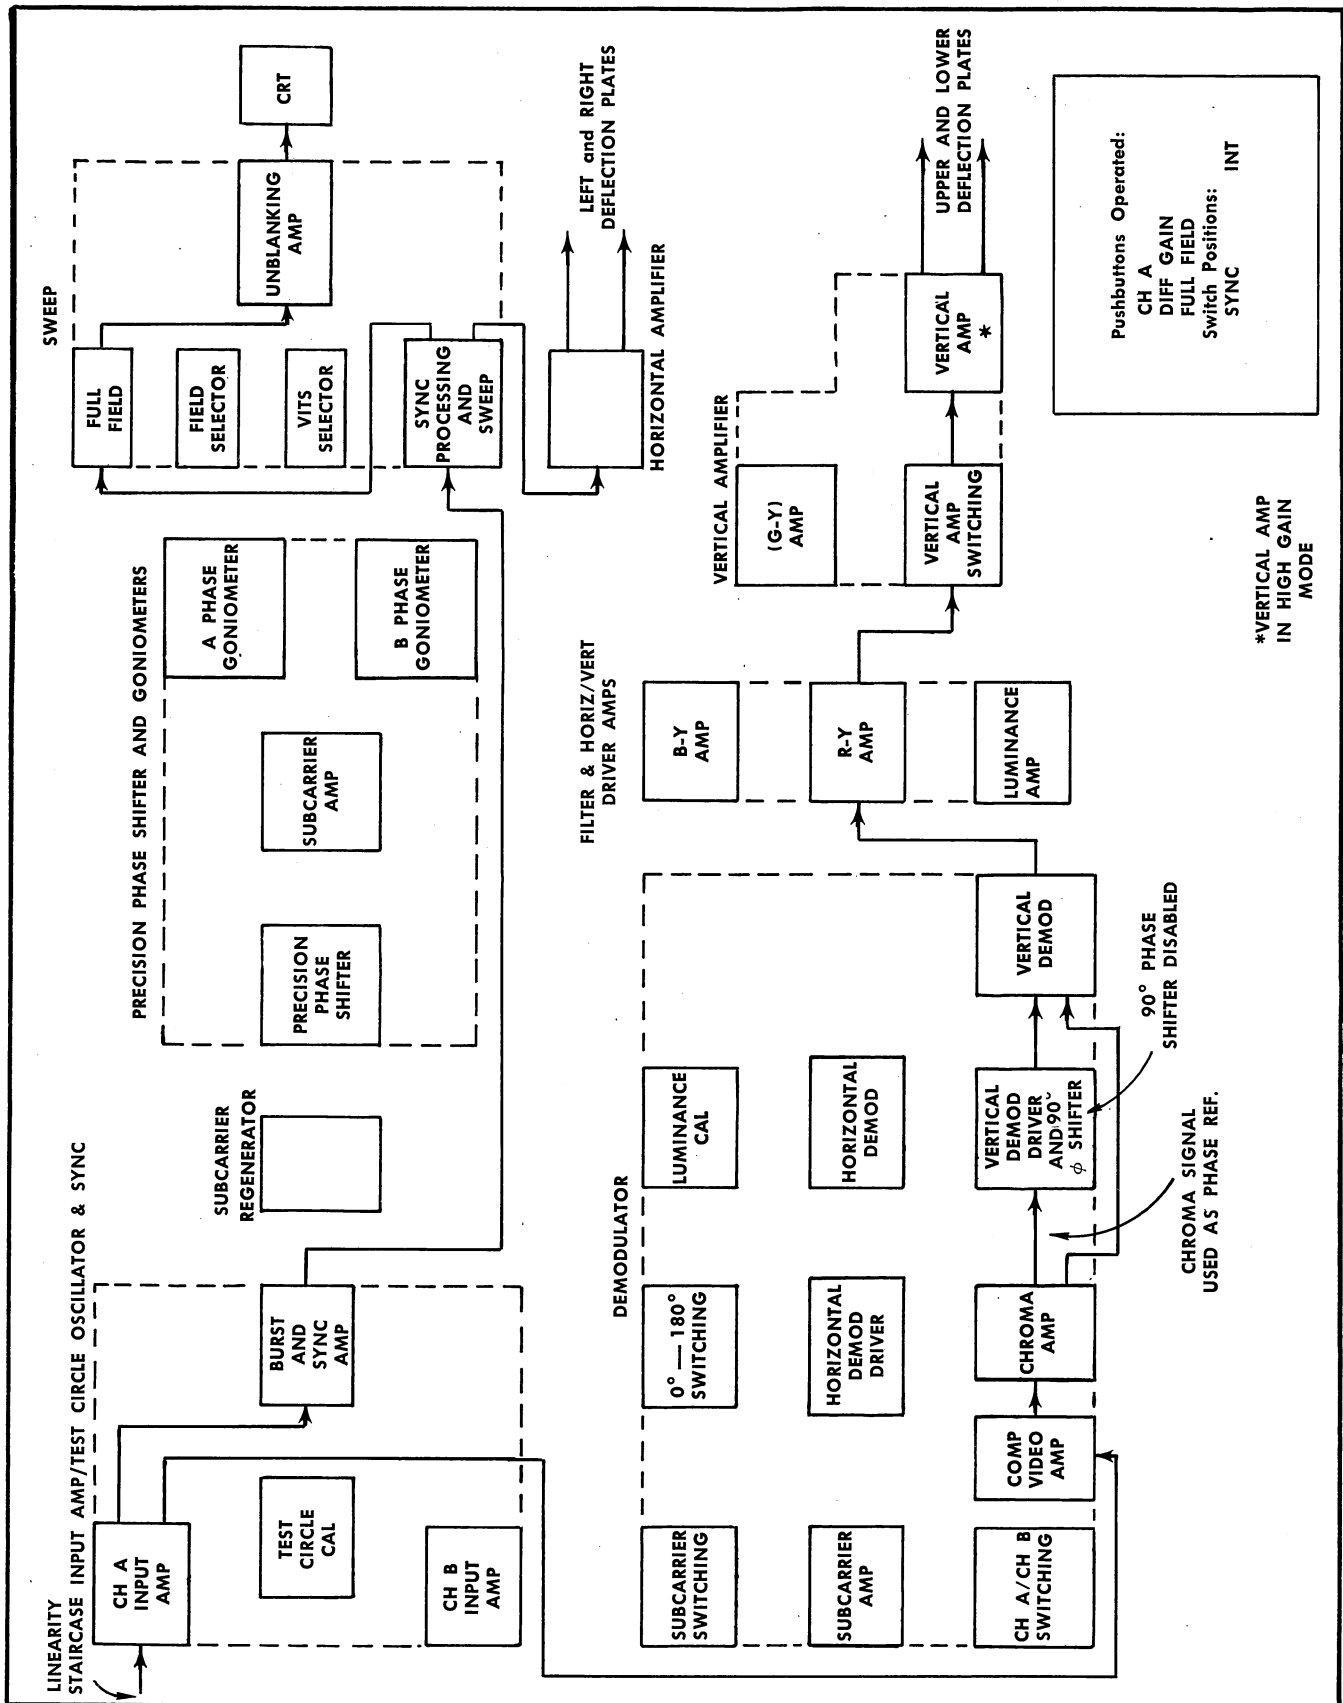 LINEARITY
STAIRCASE INPUT AMP/TEST CIRCLE OSCILLATOR & SYNC
CH A
INPUT
AMP
TEST
CIRCLE
CAL
CH B
INPUT
AMP
BURST
AND
SYNC
AMP
SUBCARRIER
REGENERATOR
PRECISION PHASE SHIFTER AND GONIOMETERS
PRECISION
PHASE
SHIFTER
SUBCARRIER
AMP
A PHASE
GONIOMETER
B PHASE
GONIOMETER
SWEEP
FULL
FIELD
FIELD
SELECTOR
VITS
SELECTOR
SYNC
PROCESSING
AND
SWEEP
UNBLANKING
AMP
CRT
LEFT and RIGHT
DEFLECTION PLATES
HORIZONTAL AMPLIFIER
DEMODULATOR
SUBCARRIER
SWITCHING
SUBCARRIER
AMP
CH A/CH B
SWITCHING
COMP
VIDEO
AMP
0° — 180°
SWITCHING
HORIZONTAL
DEMOD
DRIVER
CHROMA
AMP
LUMINANCE
CAL
HORIZONTAL
DEMOD
VERTICAL
DEMOD
DRIVER
AND 90°
ϕ SHIFTER
VERTICAL
DEMOD
CHROMA SIGNAL
USED AS PHASE REF.
90° PHASE
SHIFTER DISABLED
FILTER & HORIZ/VERT
DRIVER AMPS
B-Y
AMP
R-Y
AMP
LUMINANCE
AMP
VERTICAL AMPLIFIER
(G-Y)
AMP
VERTICAL
AMP
SWITCHING
VERTICAL
AMP
*
UPPER AND LOWER
DEFLECTION PLATES
*VERTICAL AMP
IN HIGH GAIN
MODE
Pushbuttons Operated:
CH A
DIFF GAIN
FULL FIELD
Switch Positions:
SYNC INT